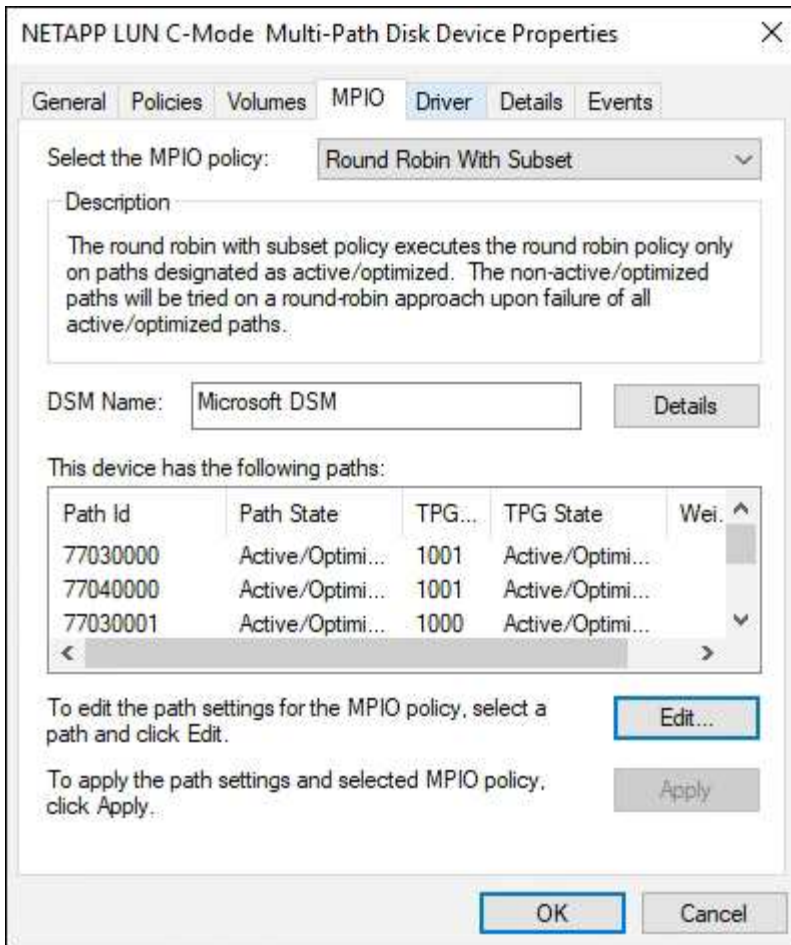 NETAPP LUN C-Mode  Multi-Path Disk Device Properties
General Policies Volumes MPIO Driver Details Events
Select the MPIO policy: Round Robin With Subset
Description
The round robin with subset policy executes the round robin policy only
on paths designated as active/optimized.  The non-active/optimized
paths will be tried on a round-robin approach upon failure of all
active/optimized paths.
DSM Name: Microsoft DSM Details
This device has the following paths:
Path Id Path State TPG... TPG State Wei.
77030000 Active/Optimi... 1001 Active/Optimi...
77040000 Active/Optimi... 1001 Active/Optimi...
77030001 Active/Optimi... 1000 Active/Optimi...
To edit the path settings for the MPIO policy, select a
path and click Edit.
Edit...
To apply the path settings and selected MPIO policy,
click Apply.
Apply
OK Cancel